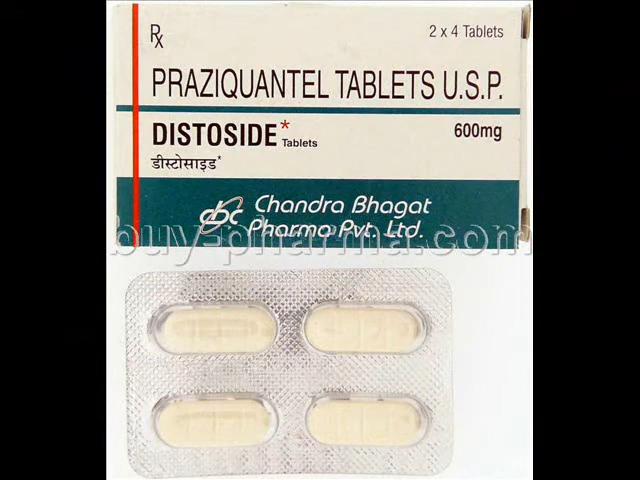 Rx
2 x 4 Tablets
PRAZIQUANTEL TABLETS U.S.P.
DISTOSIDE* Tablets
600mg
डीस्टोसाइड*
cbc Chandra Bhagat
Pharma Pvt. Ltd.
buy-pharma.com